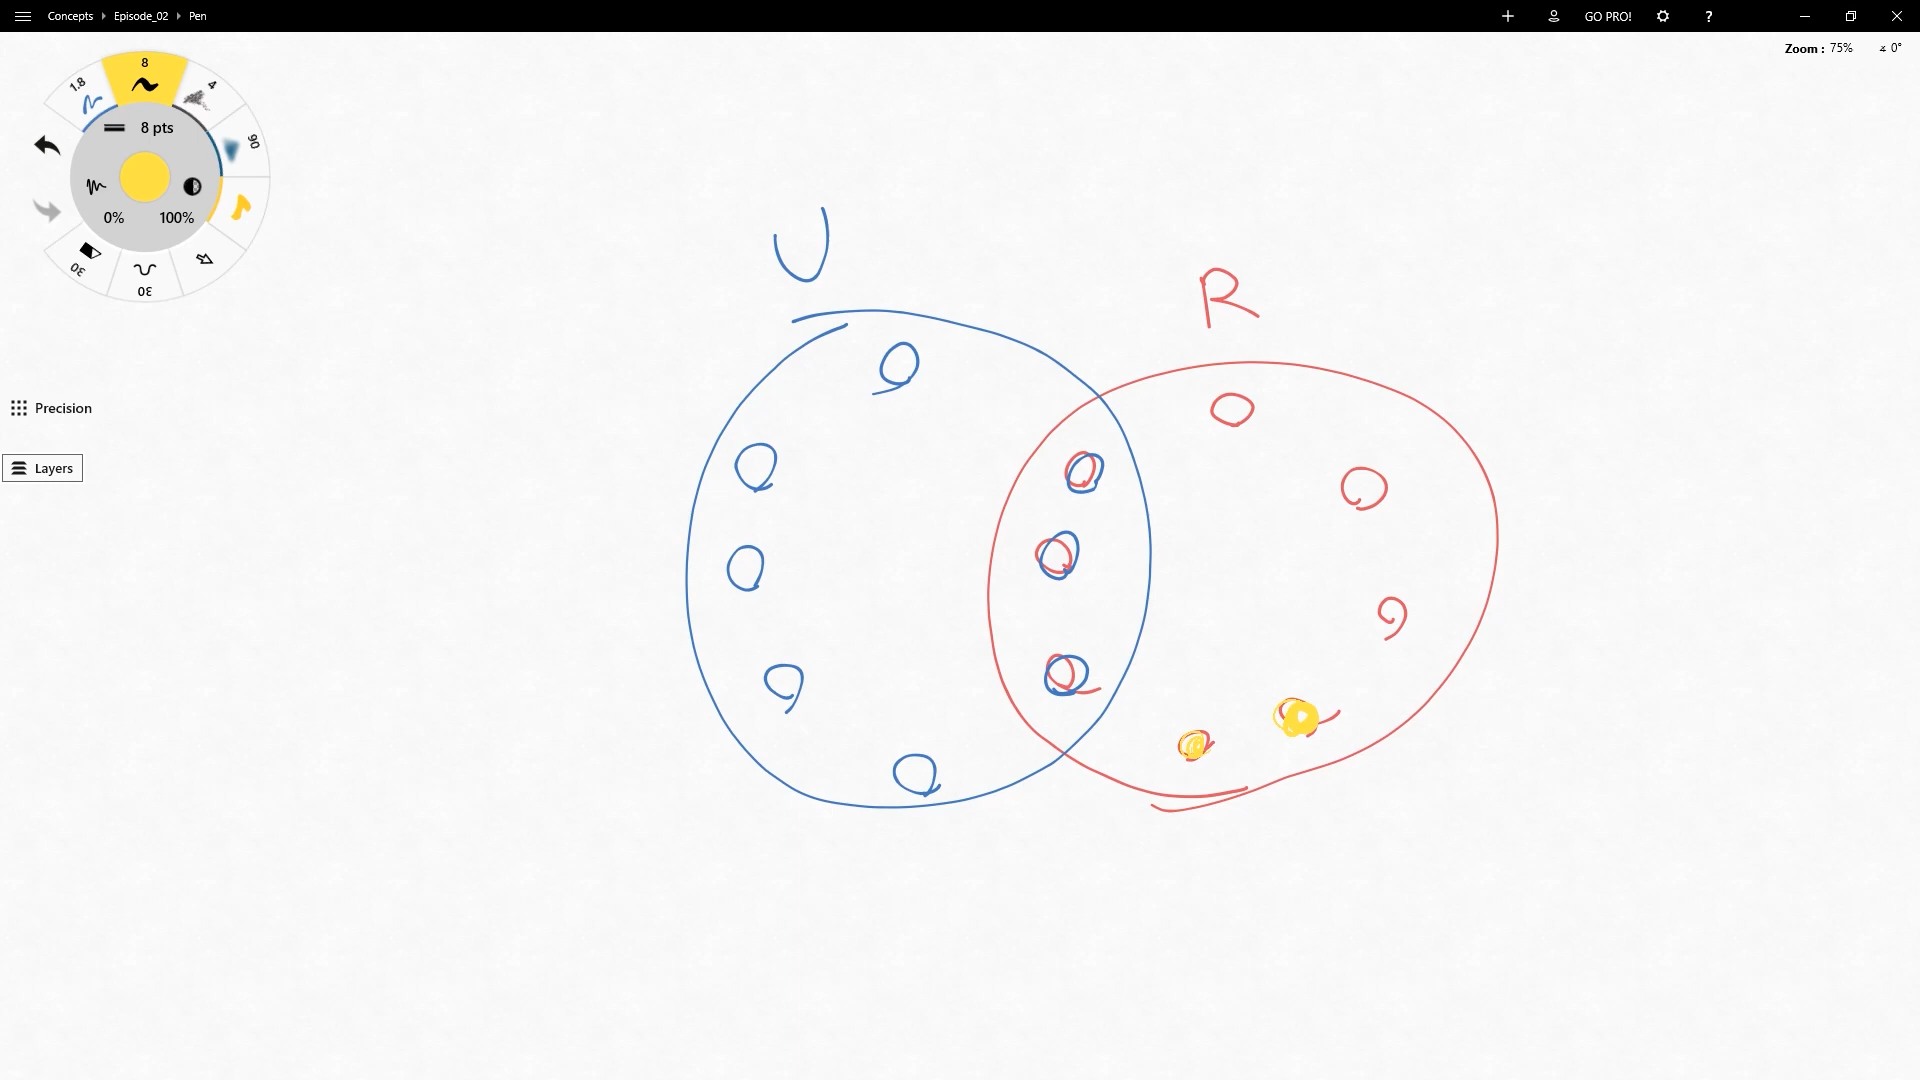 Concepts Episode_02 Pen
GO PRO!
?
Zoom : 75% 0°
8
1.8
4
8 pts
90
0% 100%
30
30
Precision
Layers
U
R